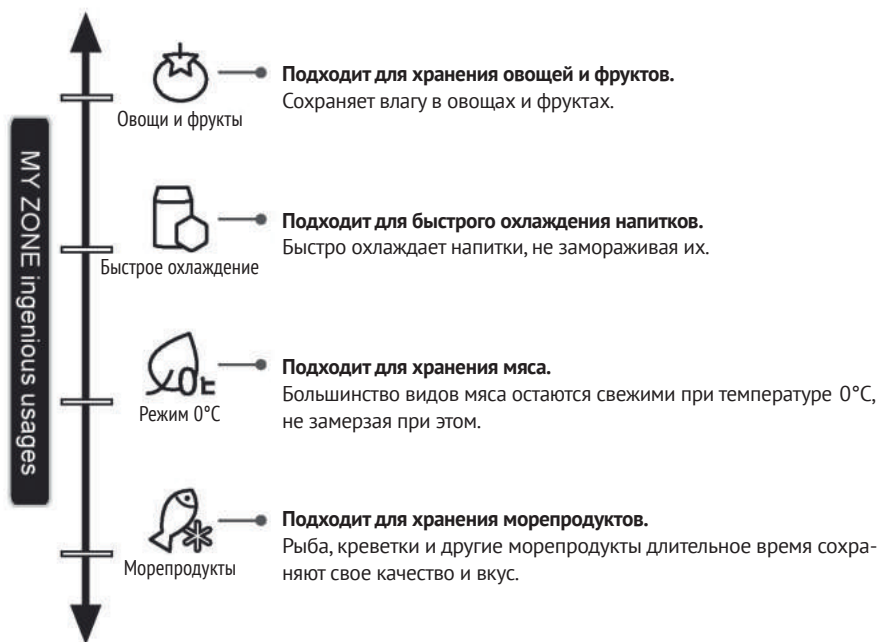 MY ZONE ingenious usages
Овощи и фрукты
Подходит для хранения овощей и фруктов.
Сохраняет влагу в овощах и фруктах.
Быстрое охлаждение
Подходит для быстрого охлаждения напитков.
Быстро охлаждает напитки, не замораживая их.
0℃
Режим 0°C
Подходит для хранения мяса.
Большинство видов мяса остаются свежими при температуре 0°C,
не замерзая при этом.
Морепродукты
Подходит для хранения морепродуктов.
Рыба, креветки и другие морепродукты длительное время сохра-
няют свое качество и вкус.